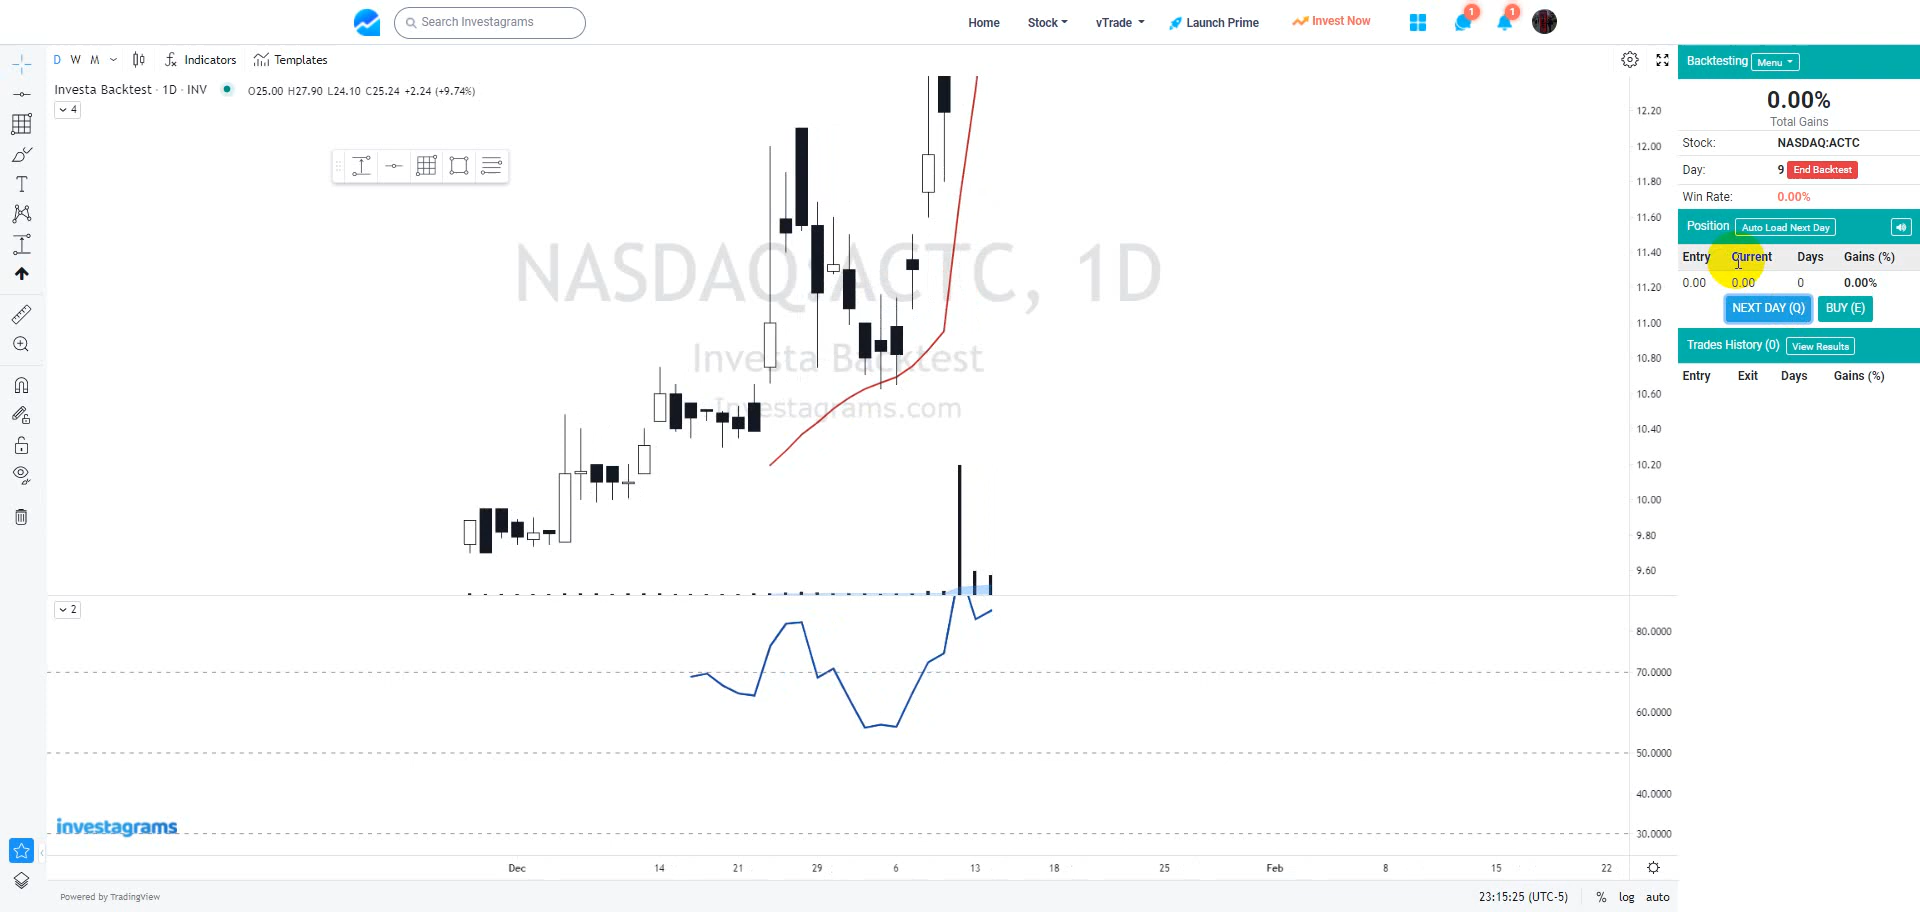 Search Investagrams
Home
Stock
vTrade
Launch Prime
Invest Now
1
1
D
W
M
Indicators
Templates
Investa Backtest · 1D · INV
O25.00 H27.90 L24.10 C25.24 +2.24 (+9.74%)
4
NASDAQ:ACTC, 1D
Investa Backtest
Investagrams.com
12.20
12.00
11.80
11.60
11.40
11.20
11.00
10.80
10.60
10.40
10.20
10.00
9.80
9.60
2
80.0000
70.0000
60.0000
50.0000
40.0000
30.0000
investagrams
Dec
14
21
29
6
13
18
25
Feb
8
15
22
Powered by TradingView
23:15:25 (UTC-5)
%
log
auto
Backtesting
Menu
0.00%
Total Gains
Stock:
NASDAQ:ACTC
Day:
9
End Backtest
Win Rate:
0.00%
Position
Auto Load Next Day
Entry
Current
Days
Gains (%)
0.00
0.00
0
0.00%
NEXT DAY (Q)
BUY (E)
Trades History (0)
View Results
Entry
Exit
Days
Gains (%)